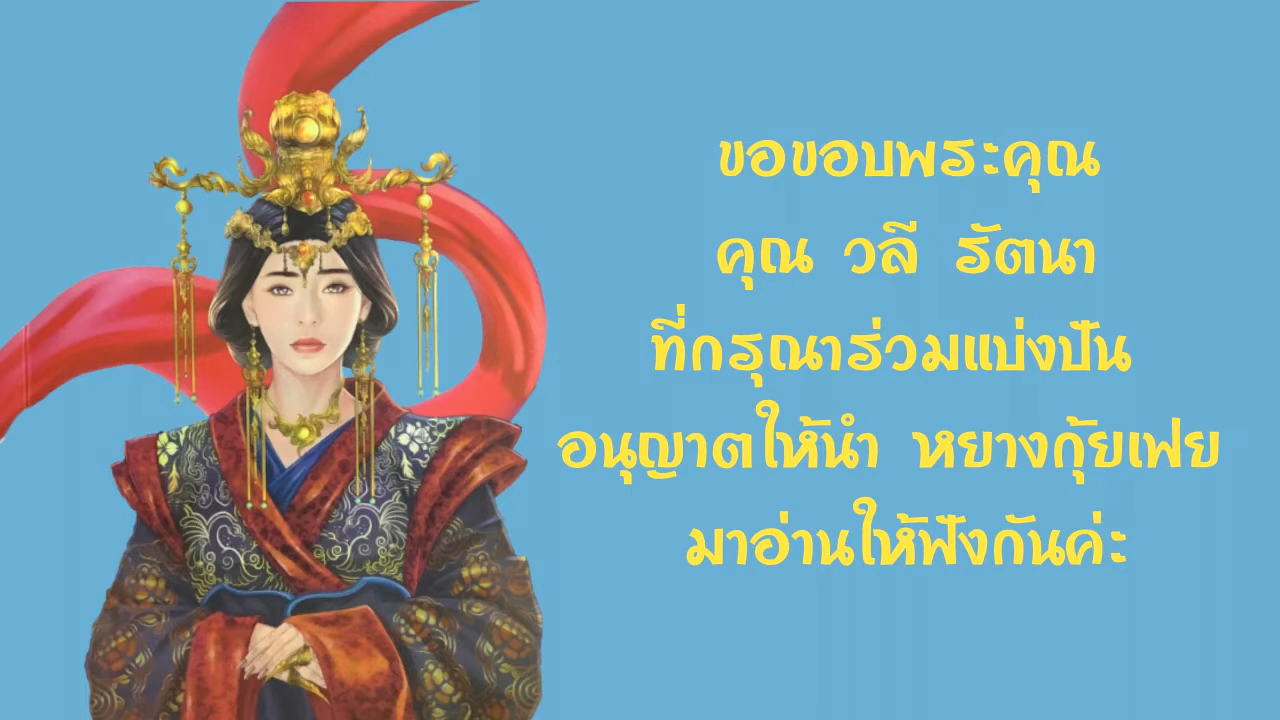 ขอขอบพระคุณ
คุณ วลี รัตนา
ที่กรุณาร่วมแบ่งปัน
อนุญาตให้นำ หยางกุ้ยเฟย
มาอ่านให้ฟังกันค่ะ